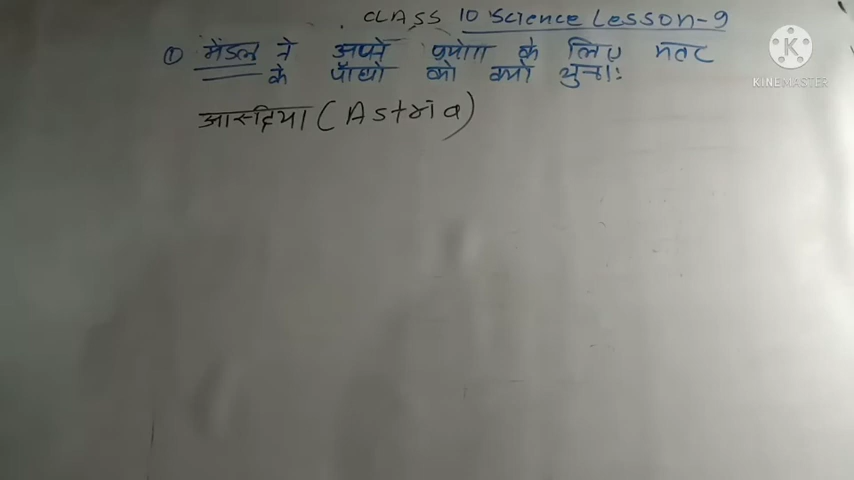 CLASS 10 Science Lesson-9
① मेंडल ने अपने प्रयोग के लिए मटर
के पौधों को क्यों चुनाः
आस्ट्रिया (Astria)
K
KINEMASTER